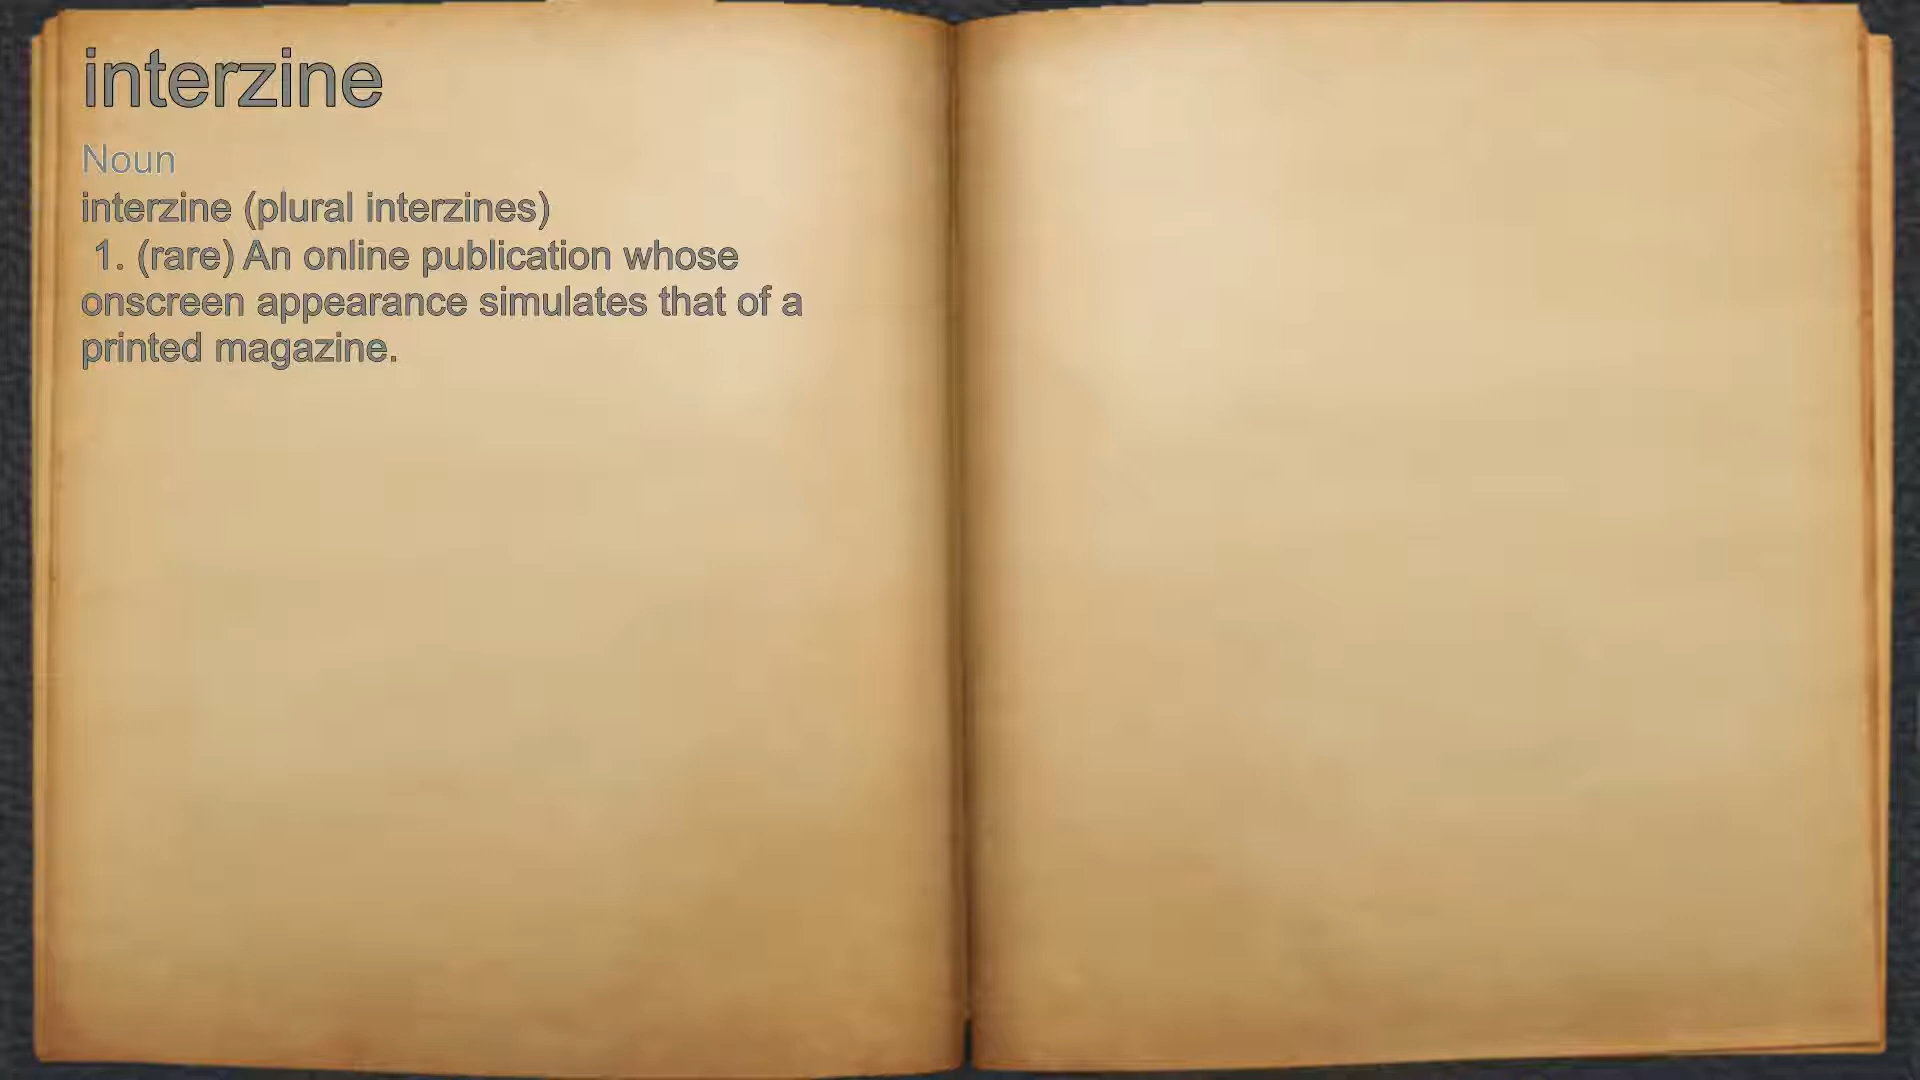 interzine
Noun
interzine (plural interzines)
1. (rare) An online publication whose
onscreen appearance simulates that of a
printed magazine.